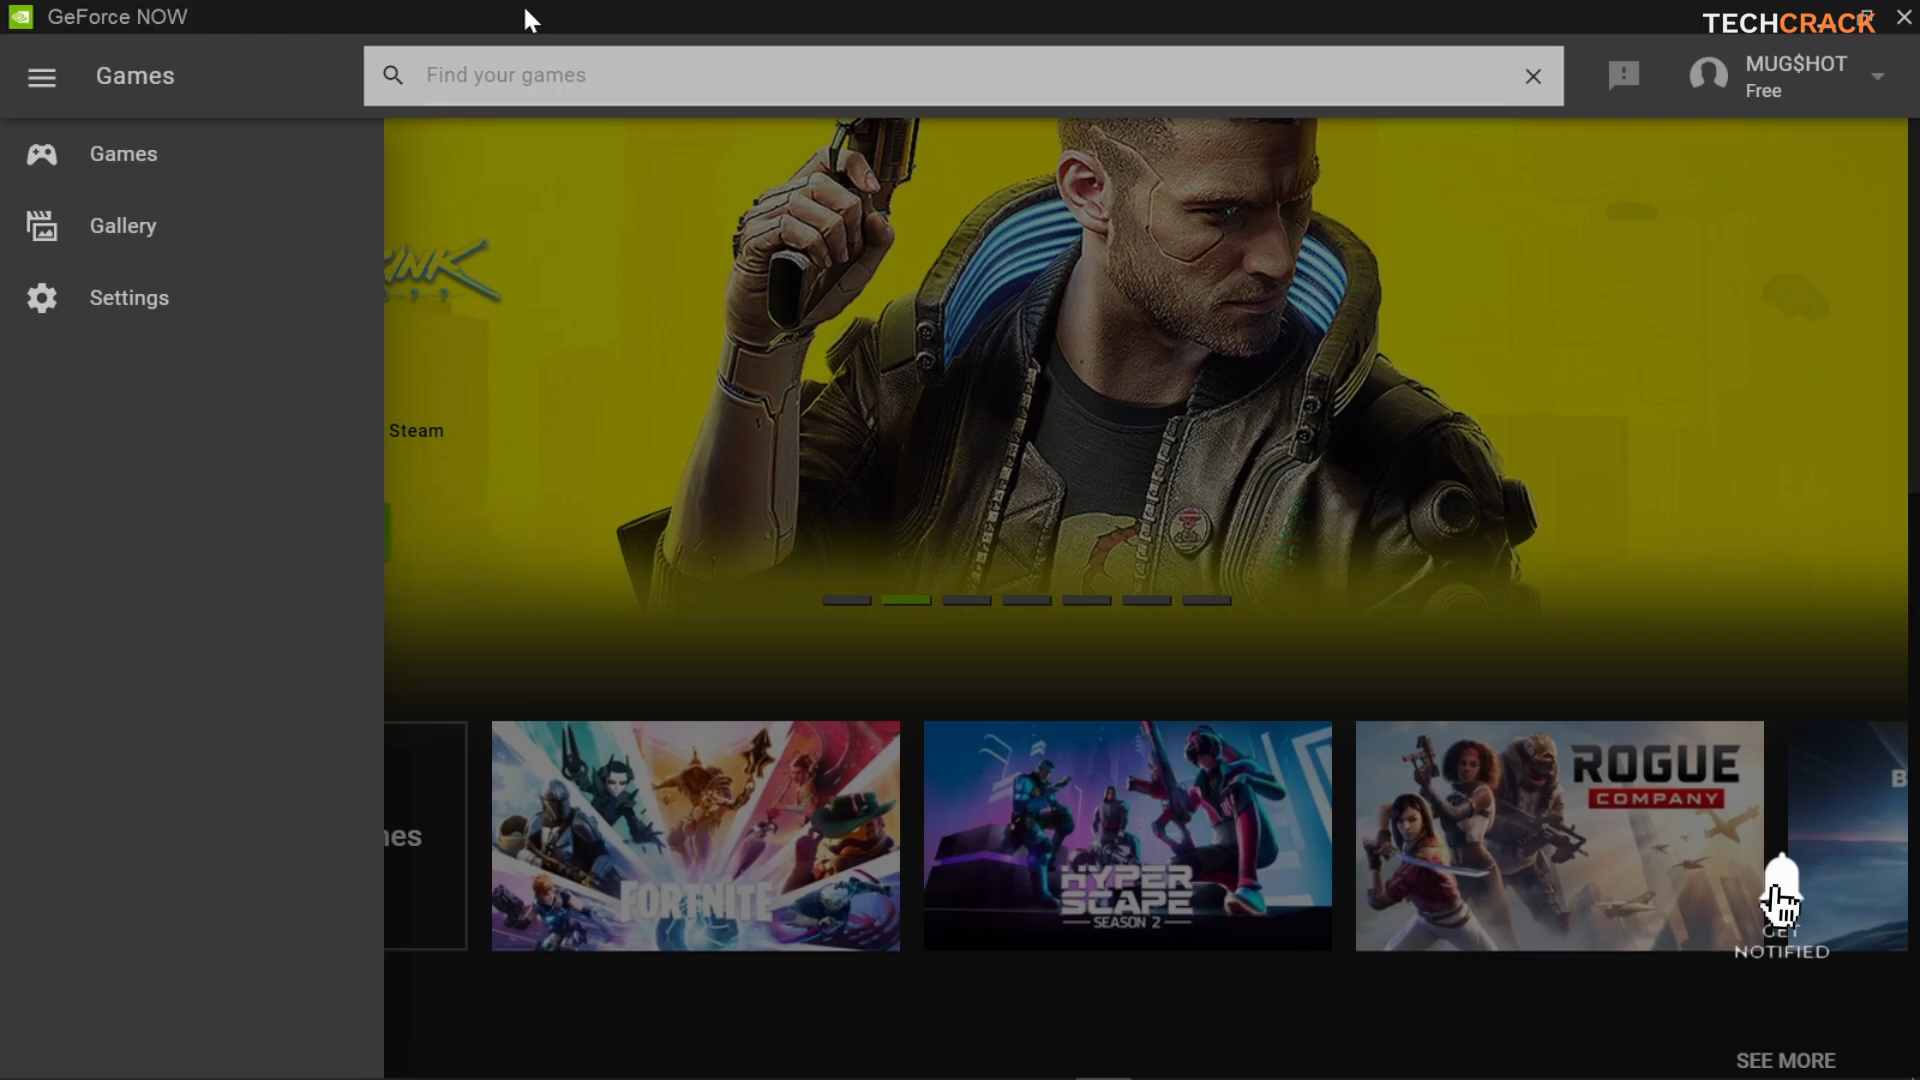 GeForce NOW
TECHCRACK
Games
Find your games
MUG$HOT
Free
Games
Gallery
Settings
Steam
FORTNITE
HYPER
SCAPE
SEASON 2
ROGUE
COMPANY
GET
NOTIFIED
SEE MORE